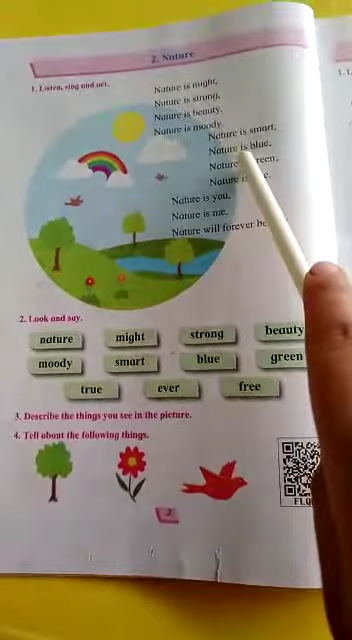 2. Nature
1. L
1. Listen, sing and act.
Nature is might,
Nature is strong,
Nature is beauty,
Nature is moody.
Nature is smart,
Nature is blue,
Nature
Nature
Nature is you,
Nature is me,
Nature will forever be
2. Look and say.
nature might strong beauty
moody smart blue green
true ever free
3. Describe the things you see in the picture.
4. Tell about the following things.
2